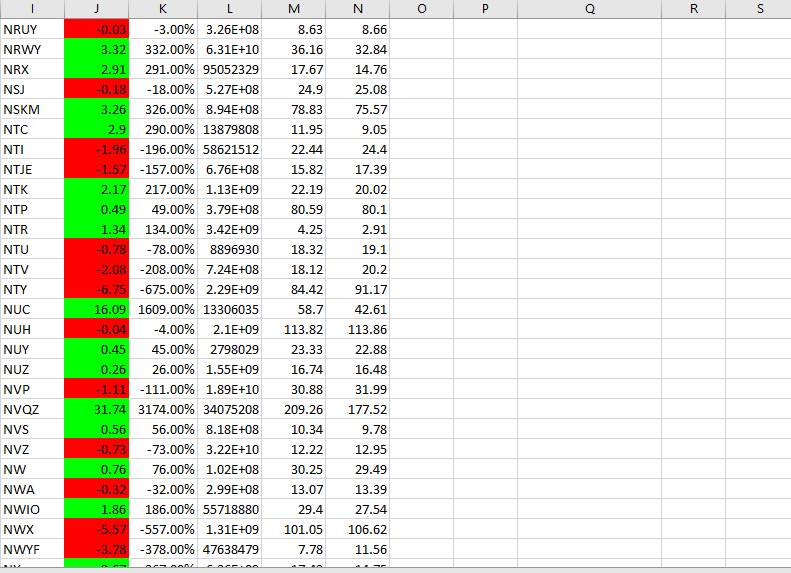 I J K L M N O P Q R S
NRUY -0.03 -3.00% 3.26E+08 8.63 8.66
NRWY 3.32 332.00% 6.31E+10 36.16 32.84
NRX 2.91 291.00% 95052329 17.67 14.76
NSJ -0.18 -18.00% 5.27E+08 24.9 25.08
NSKM 3.26 326.00% 8.94E+08 78.83 75.57
NTC 2.9 290.00% 13879808 11.95 9.05
NTI -1.96 -196.00% 58621512 22.44 24.4
NTJE -1.57 -157.00% 6.76E+08 15.82 17.39
NTK 2.17 217.00% 1.13E+09 22.19 20.02
NTP 0.49 49.00% 3.79E+08 80.59 80.1
NTR 1.34 134.00% 3.42E+09 4.25 2.91
NTU -0.78 -78.00% 8896930 18.32 19.1
NTV -2.08 -208.00% 7.24E+08 18.12 20.2
NTY -6.75 -675.00% 2.29E+09 84.42 91.17
NUC 16.09 1609.00% 13306035 58.7 42.61
NUH -0.04 -4.00% 2.1E+09 113.82 113.86
NUY 0.45 45.00% 2798029 23.33 22.88
NUZ 0.26 26.00% 1.55E+09 16.74 16.48
NVP -1.11 -111.00% 1.89E+10 30.88 31.99
NVQZ 31.74 3174.00% 34075208 209.26 177.52
NVS 0.56 56.00% 8.18E+08 10.34 9.78
NVZ -0.73 -73.00% 3.22E+10 12.22 12.95
NW 0.76 76.00% 1.02E+08 30.25 29.49
NWA -0.32 -32.00% 2.99E+08 13.07 13.39
NWIO 1.86 186.00% 55718880 29.4 27.54
NWX -5.57 -557.00% 1.31E+09 101.05 106.62
NWYF -3.78 -378.00% 47638479 7.78 11.56